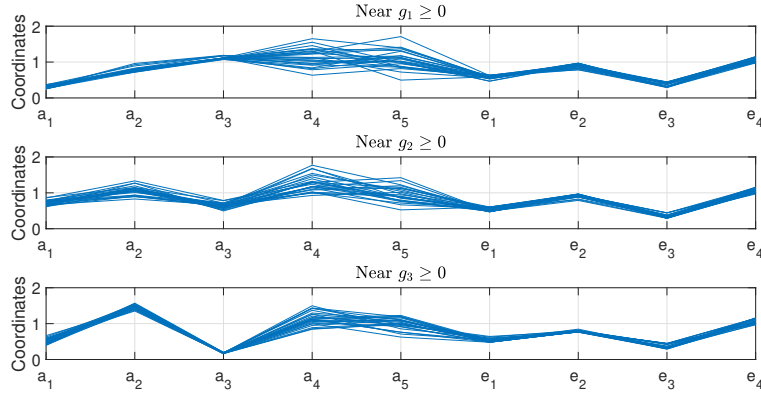 Near g₁ ≥ 0
Coordinates
2
1
0
a₁ a₂ a₃ a₄ a₅ e₁ e₂ e₃ e₄
Near g₂ ≥ 0
Coordinates
2
1
0
a₁ a₂ a₃ a₄ a₅ e₁ e₂ e₃ e₄
Near g₃ ≥ 0
Coordinates
2
1
0
a₁ a₂ a₃ a₄ a₅ e₁ e₂ e₃ e₄